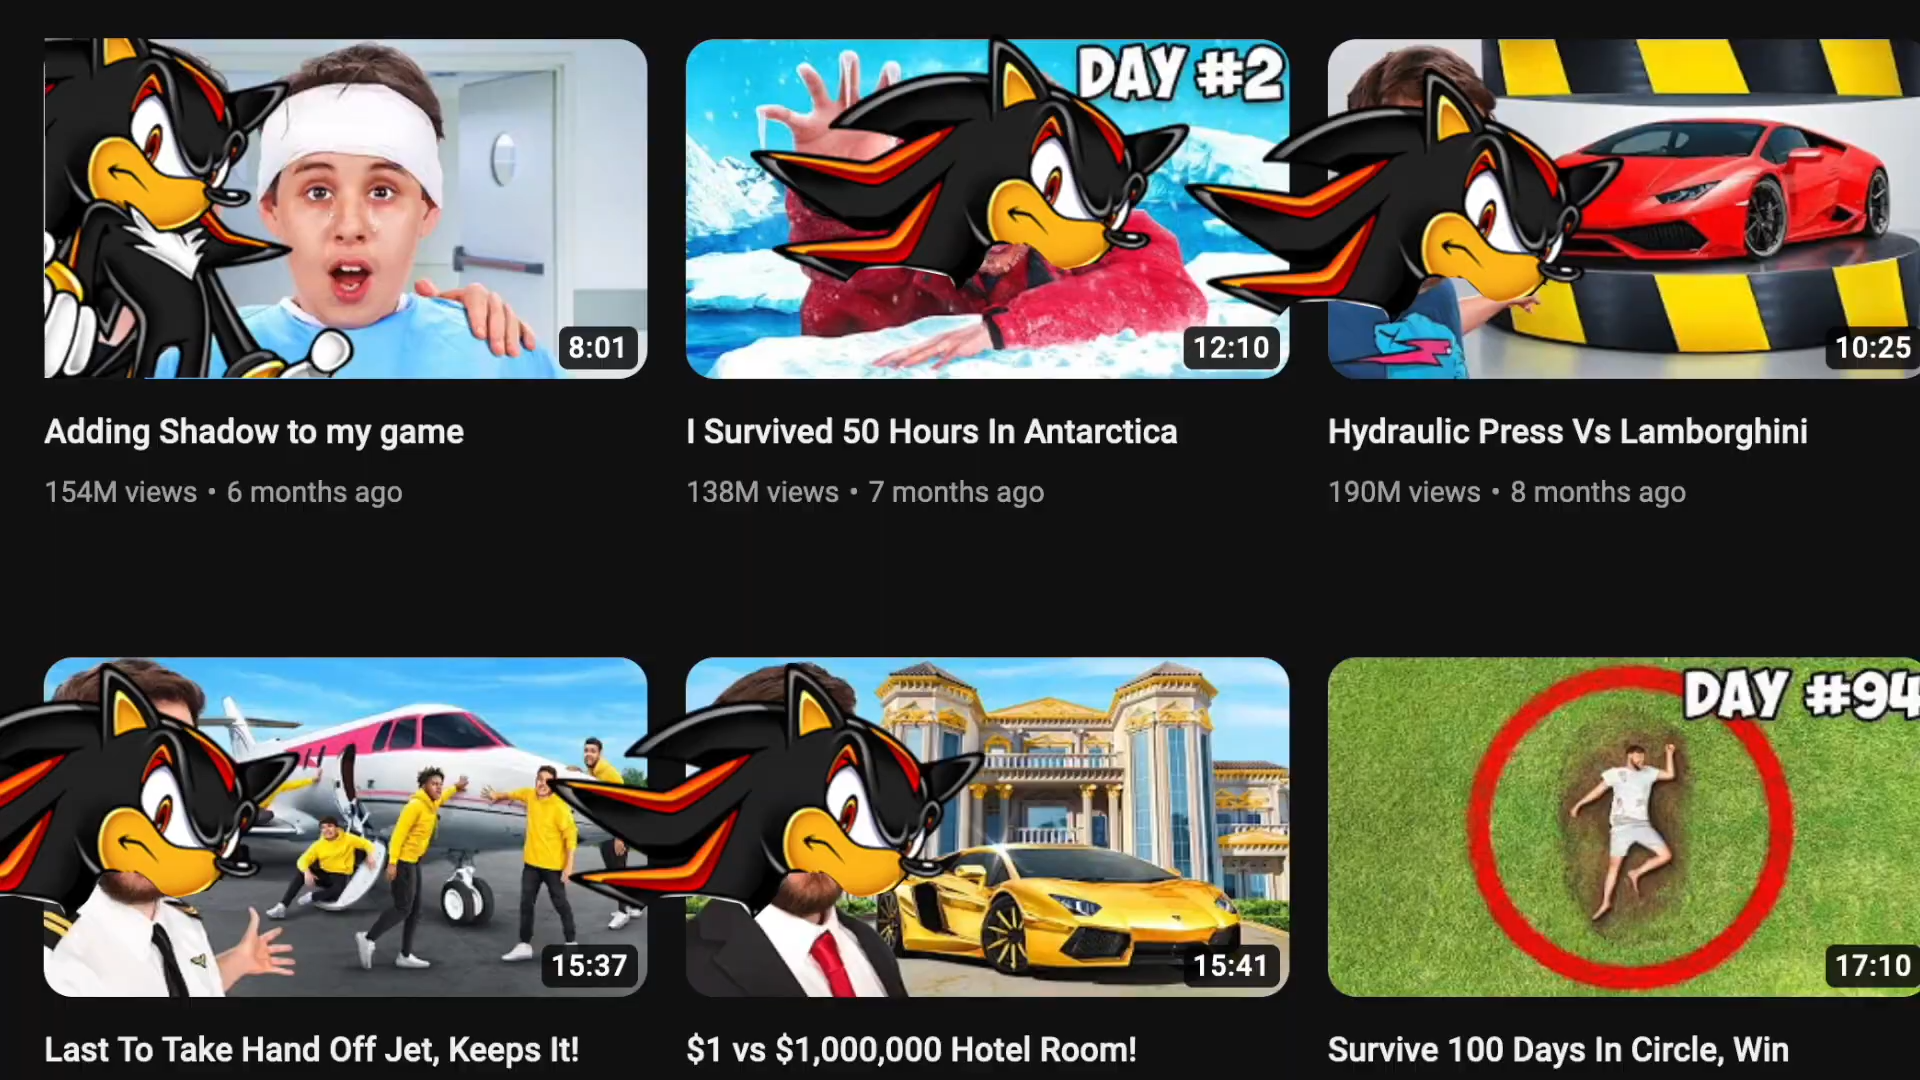 DAY #2
8:01
12:10
10:25
Adding Shadow to my game
I Survived 50 Hours In Antarctica
Hydraulic Press Vs Lamborghini
154M views • 6 months ago
138M views • 7 months ago
190M views • 8 months ago
DAY #94
15:37
15:41
17:10
Last To Take Hand Off Jet, Keeps It!
$1 vs $1,000,000 Hotel Room!
Survive 100 Days In Circle, Win